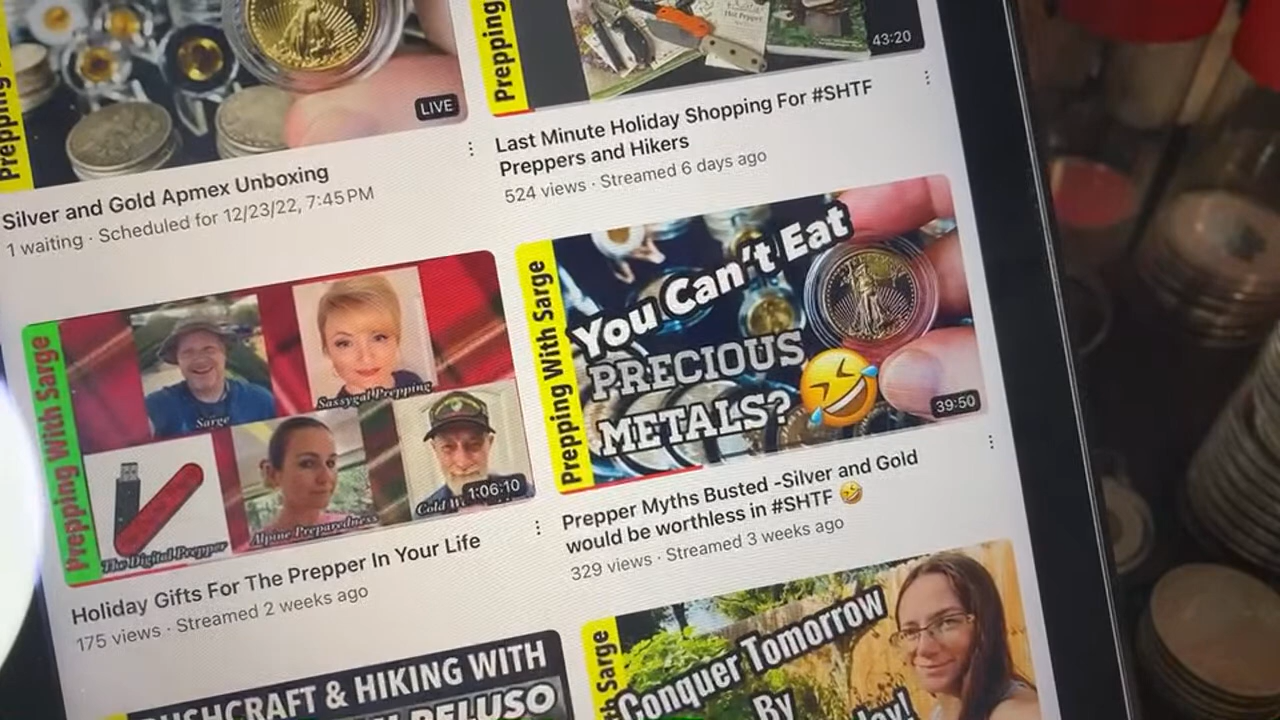 Prepping
LIVE
Silver and Gold Apmex Unboxing
1 waiting · Scheduled for 12/23/22, 7:45 PM
Prepping
43:20
Last Minute Holiday Shopping For #SHTF
Preppers and Hikers
524 views · Streamed 6 days ago
Prepping With Sarge
Sarge
Sassygal Prepping
The Digital Prepper
Alpine Preparedness
Cold
1:06:10
Holiday Gifts For The Prepper In Your Life
175 views · Streamed 2 weeks ago
Prepping With Sarge
You Can't Eat
PRECIOUS
METALS?
39:50
Prepper Myths Busted -Silver and Gold
would be worthless in #SHTF 🤣
329 views · Streamed 3 weeks ago
& HIKING WITH
Sarge
Conquer Tomorrow
By